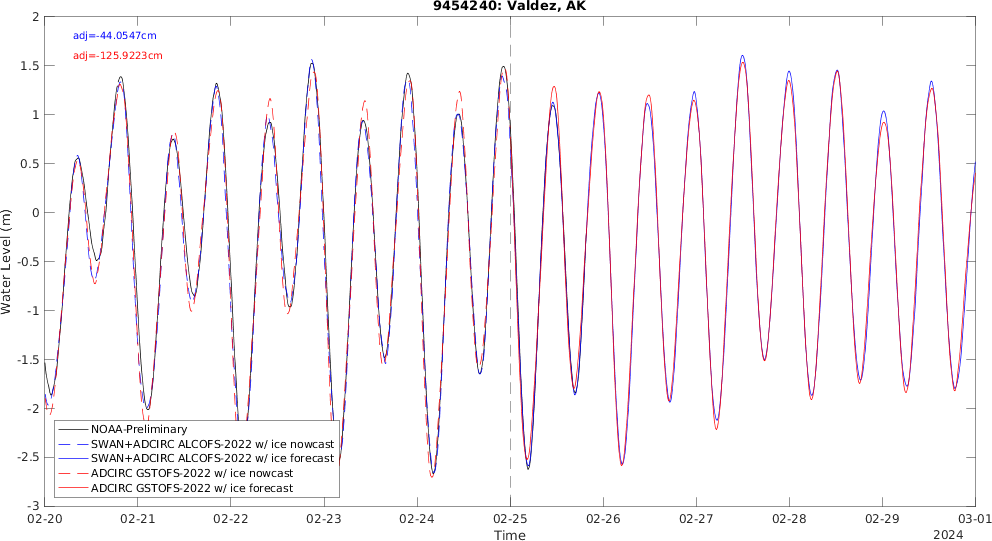 9454240: Valdez, AK
adj=-44.0547cm
adj=-125.9223cm
Water Level (m)
2
1.5
1
0.5
0
-0.5
-1
-1.5
-2
-2.5
-3
NOAA-Preliminary
SWAN+ADCIRC ALCOFS-2022 w/ ice nowcast
SWAN+ADCIRC ALCOFS-2022 w/ ice forecast
ADCIRC GSTOFS-2022 w/ ice nowcast
ADCIRC GSTOFS-2022 w/ ice forecast
02-20 02-21 02-22 02-23 02-24 02-25 02-26 02-27 02-28 02-29 03-01
Time
2024